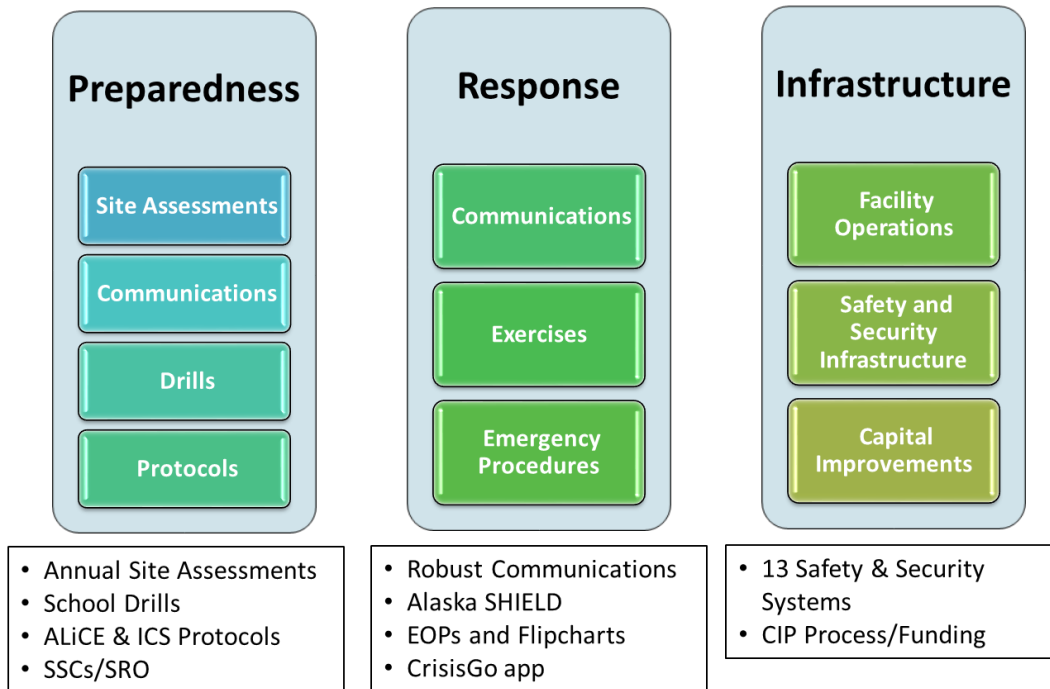 Preparedness
Site Assessments
Communications
Drills
Protocols
• Annual Site Assessments
• School Drills
• ALiCE & ICS Protocols
• SSCs/SRO
Response
Communications
Exercises
Emergency
Procedures
• Robust Communications
• Alaska SHIELD
• EOPs and Flipcharts
• CrisisGo app
Infrastructure
Facility
Operations
Safety and
Security
Infrastructure
Capital
Improvements
• 13 Safety & Security
Systems
• CIP Process/Funding